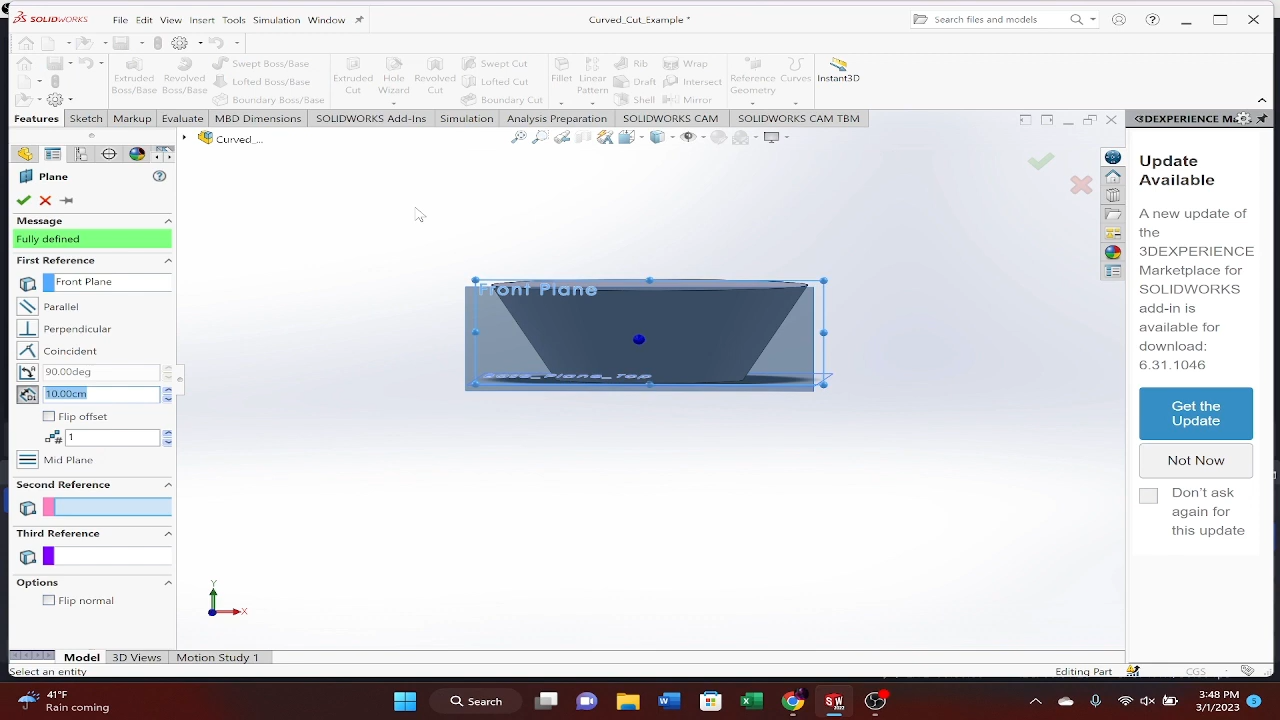 SOLIDWORKS File Edit View Insert Tools Simulation Window Curved_Cut_Example * Search files and models
Extruded Boss/Base Revolved Boss/Base Swept Boss/Base Lofted Boss/Base Boundary Boss/Base Extruded Cut Hole Wizard Revolved Cut Swept Cut Lofted Cut Boundary Cut Fillet Linear Pattern Rib Draft Shell Wrap Intersect Mirror Reference Geometry Curves Instant3D
Features Sketch Markup Evaluate MBD Dimensions SOLIDWORKS Add-Ins Simulation Analysis Preparation SOLIDWORKS CAM SOLIDWORKS CAM TBM
Curved_...
Plane
Message
Fully defined
First Reference
Front Plane
Parallel
Perpendicular
Coincident
90.00deg
10.00cm
Flip offset
1
Mid Plane
Second Reference
Third Reference
Options
Flip normal
Front Plane
Base_Plane_Top
Y
X
3DEXPERIENCE M
Update
Available
A new update of
the
3DEXPERIENCE
Marketplace for
SOLIDWORKS
add-in is
available for
download:
6.31.1046
Get the
Update
Not Now
Don't ask
again for
this update
Model 3D Views Motion Study 1
Select an entity Editing Part CGS
41°F
Rain coming
Search
SW
2022
3:48 PM
3/1/2023
5